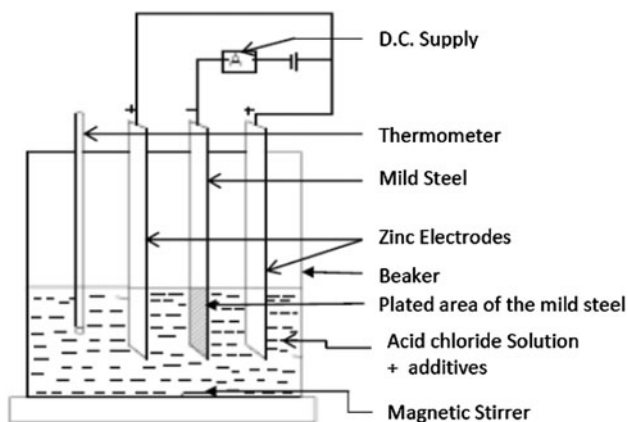 D.C. Supply
A
+ − +
Thermometer
Mild Steel
Zinc Electrodes
Beaker
Plated area of the mild steel
Acid chloride Solution
+ additives
Magnetic Stirrer